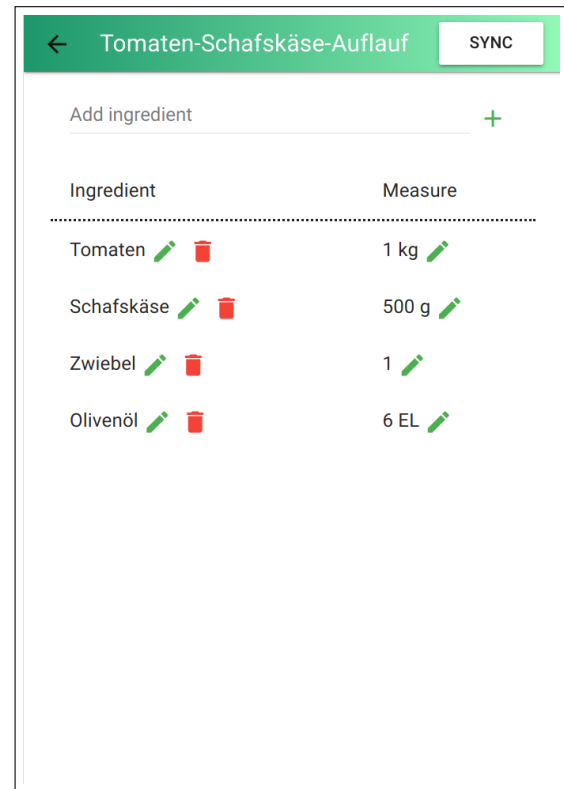 Tomaten-Schafskäse-Auflauf SYNC
Add ingredient
Ingredient Measure
Tomaten 1 kg
Schafskäse 500 g
Zwiebel 1
Olivenöl 6 EL